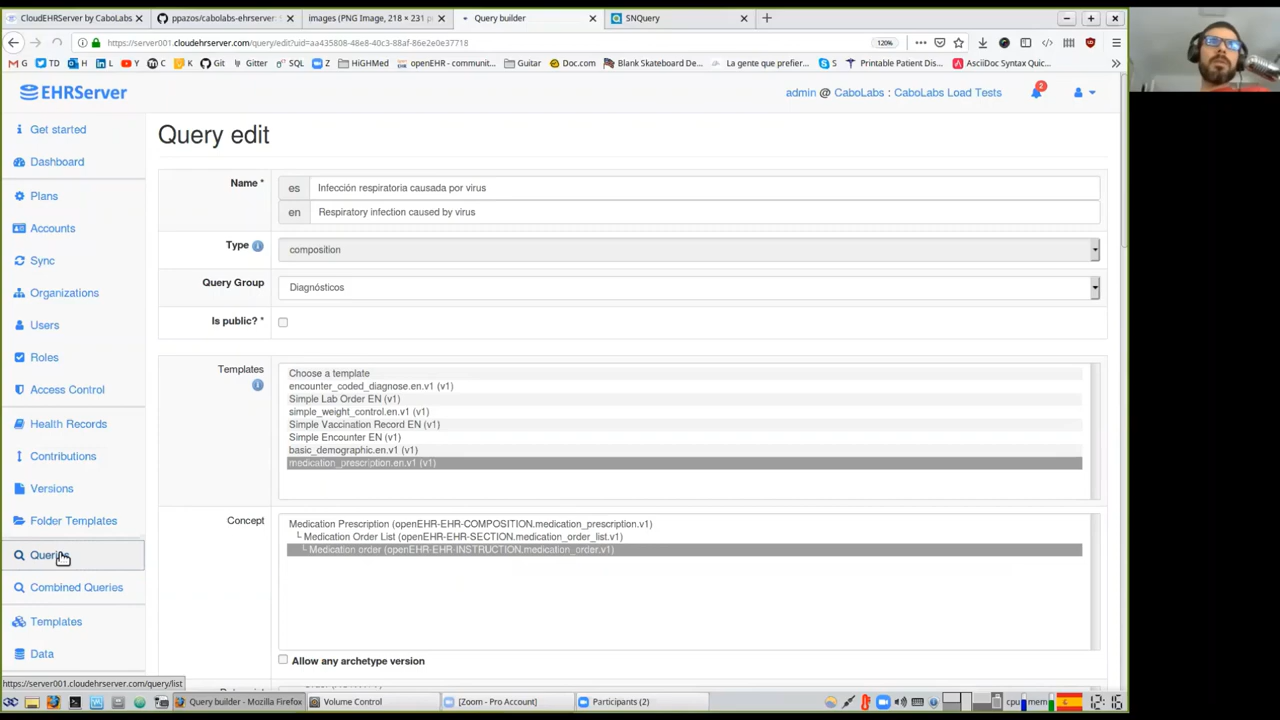 CloudEHRServer by CaboLabs
ppazos/cabolabs-ehrserver:
images (PNG Image, 218 × 231 pi
Query builder
SNQuery
https://server001.cloudehrserver.com/query/edit?uid=aa435808-48e8-40c3-88af-86e2e0e37718
120%
G TD H L Y C K Git Gitter SQL Z HiGHMed openEHR - communit... Guitar Doc.com Blank Skateboard De... La gente que prefier... S Printable Patient Dis... AsciiDoc Syntax Quic...
EHRServer
admin @ CaboLabs : CaboLabs Load Tests
2
Get started
Dashboard
Plans
Accounts
Sync
Organizations
Users
Roles
Access Control
Health Records
Contributions
Versions
Folder Templates
Queries
Combined Queries
Templates
Data
Query edit
Name *
es Infección respiratoria causada por virus
en Respiratory infection caused by virus
Type
composition
Query Group
Diagnósticos
Is public? *
Templates
Choose a template
encounter_coded_diagnose.en.v1 (v1)
Simple Lab Order EN (v1)
simple_weight_control.en.v1 (v1)
Simple Vaccination Record EN (v1)
Simple Encounter EN (v1)
basic_demographic.en.v1 (v1)
medication_prescription.en.v1 (v1)
Concept
Medication Prescription (openEHR-EHR-COMPOSITION.medication_prescription.v1)
└ Medication Order List (openEHR-EHR-SECTION.medication_order_list.v1)
└ Medication order (openEHR-EHR-INSTRUCTION.medication_order.v1)
Allow any archetype version
https://server001.cloudehrserver.com/query/list
Query builder - Mozilla Firefox
Volume Control
[Zoom - Pro Account]
Participants (2)
cpu
mem
12:16